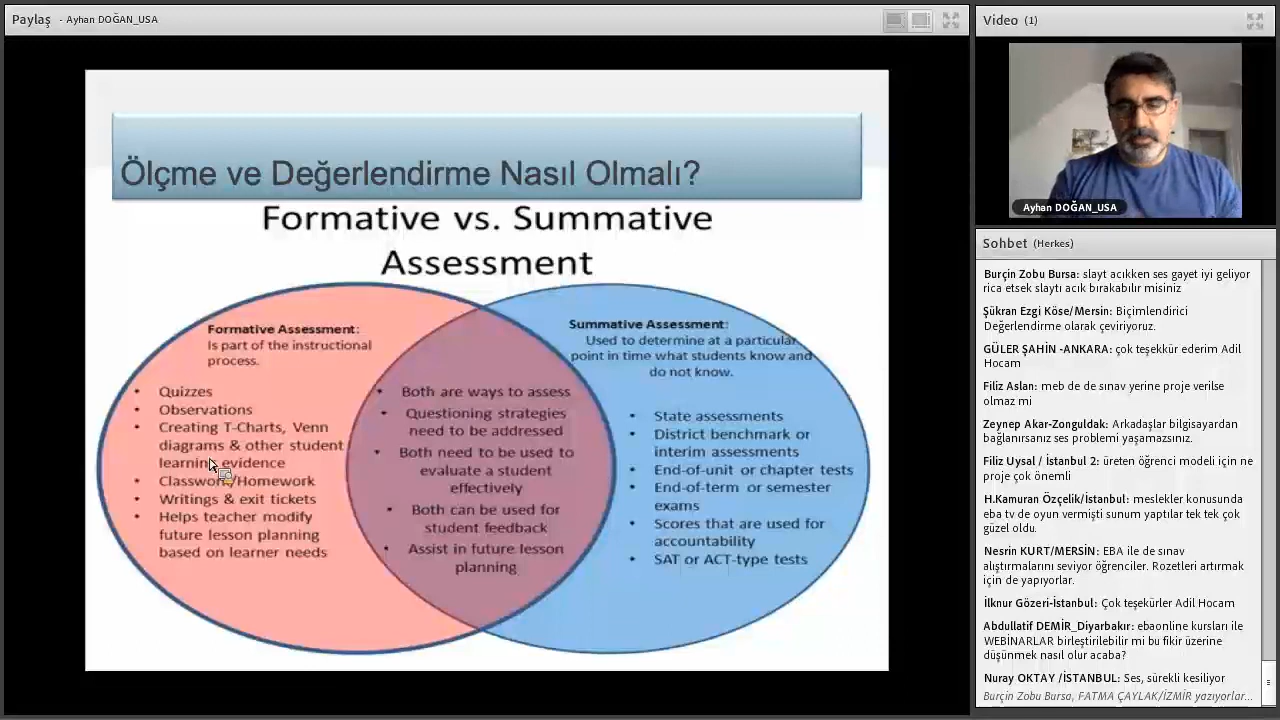 Paylaş - Ayhan DOĞAN_USA
Ölçme ve Değerlendirme Nasıl Olmalı?
Formative vs. Summative
Assessment
Formative Assessment:
Is part of the instructional
process.
• Quizzes
• Observations
• Creating T-Charts, Venn
diagrams & other student
learning evidence
• Classwork/Homework
• Writings & exit tickets
• Helps teacher modify
future lesson planning
based on learner needs
• Both are ways to assess
• Questioning strategies
need to be addressed
• Both need to be used to
evaluate a student
effectively
• Both can be used for
student feedback
• Assist in future lesson
planning
Summative Assessment:
Used to determine at a particular
point in time what students know and
do not know.
• State assessments
• District benchmark or
interim assessments
• End-of-unit or chapter tests
• End-of-term or semester
exams
• Scores that are used for
accountability
• SAT or ACT-type tests
Video (1)
Ayhan DOĞAN_USA
Sohbet (Herkes)
Burçin Zobu Bursa: slayt acıkken ses gayet iyi geliyor
rica etsek slaytı acık bırakabılır misiniz
Şükran Ezgi Köse/Mersin: Biçimlendirici
Değerlendirme olarak çeviriyoruz.
GÜLER ŞAHİN -ANKARA: çok teşekkür ederim Adil
Hocam
Filiz Aslan: meb de de sınav yerine proje verilse
olmaz mi
Zeynep Akar-Zonguldak: Arkadaşlar bilgisayardan
bağlanırsanız ses problemi yaşamazsınız.
Filiz Uysal / İstanbul 2: üreten öğrenci modeli için ne
proje çok önemli
H.Kamuran Özçelik/İstanbul: meslekler konusunda
eba tv de oyun vermişti sunum yaptılar tek tek çok
güzel oldu.
Nesrin KURT/MERSİN: EBA ile de sınav
alıştırmalarını seviyor öğrenciler. Rozetleri artırmak
için de yapıyorlar.
İlknur Gözeri-İstanbul: Çok teşekürler Adil Hocam
Abdullatif DEMİR_Diyarbakır: ebaonline kursları ile
WEBINARLAR birleştirilebilir mi bu fikir üzerine
düşünmek nasıl olur acaba?
Nuray OKTAY /İSTANBUL: Ses, sürekli kesiliyor
Burçin Zobu Bursa, FATMA ÇAYLAK/İZMİR yazıyorlar...